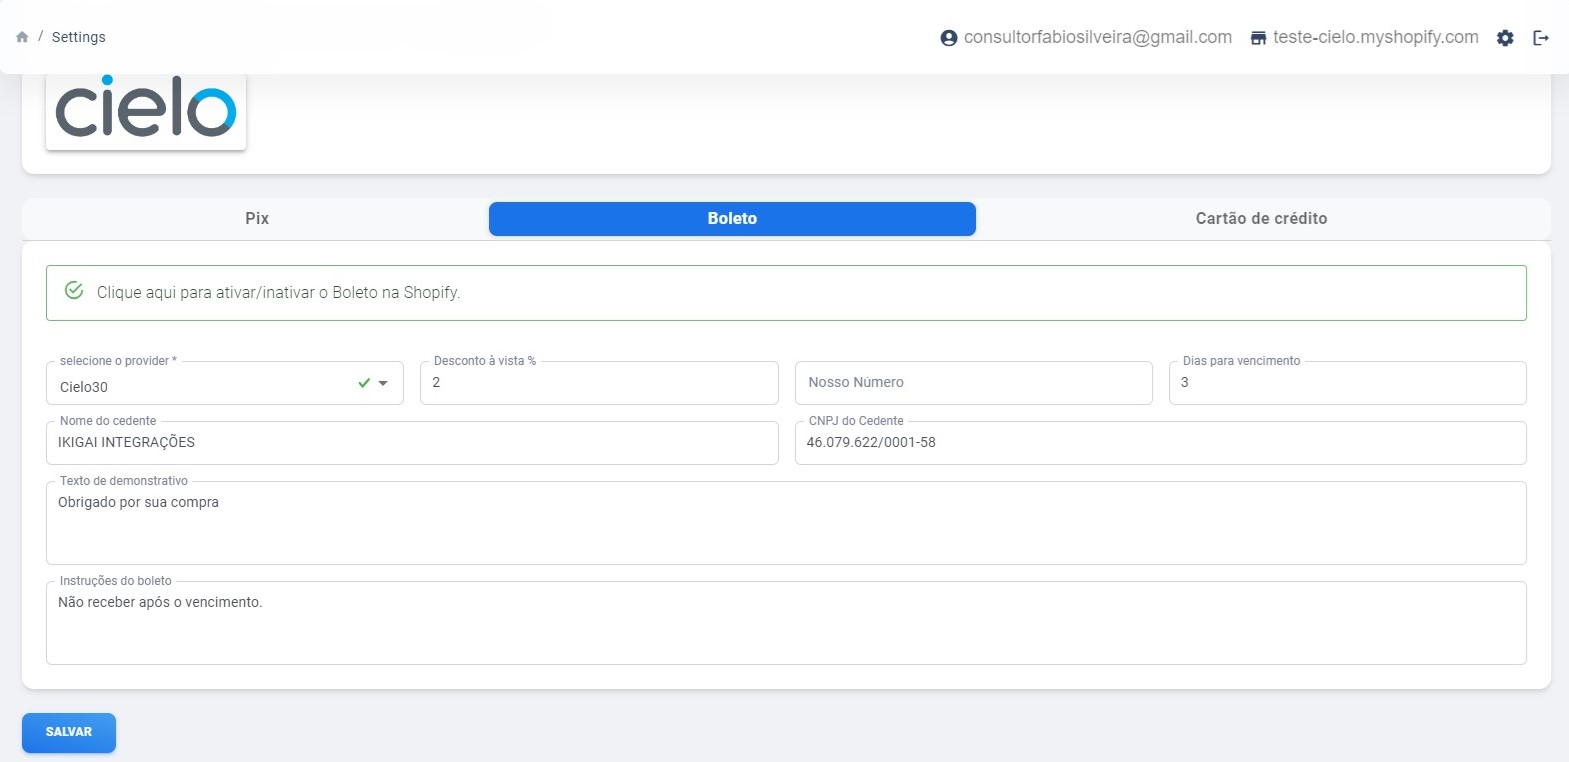 / Settings
consultorfabiosilveira@gmail.com teste-cielo.myshopify.com
cielo
Pix Boleto Cartão de crédito
Clique aqui para ativar/inativar o Boleto na Shopify.
selecione o provider * Desconto à vista % Dias para vencimento
Cielo30 2 Nosso Número 3
Nome do cedente CNPJ do Cedente
IKIGAI INTEGRAÇÕES 46.079.622/0001-58
Texto de demonstrativo
Obrigado por sua compra
Instruções do boleto
Não receber após o vencimento.
SALVAR